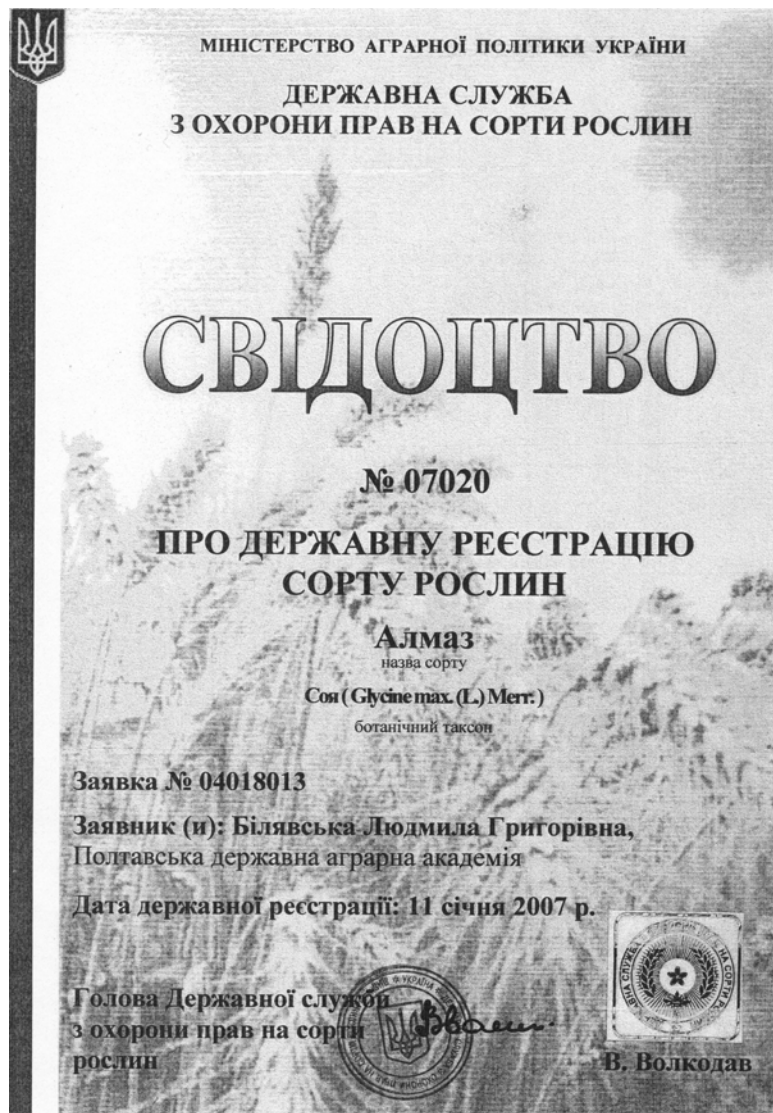 МІНІСТЕРСТВО АГРАРНОЇ ПОЛІТИКИ УКРАЇНИ
ДЕРЖАВНА СЛУЖБА
З ОХОРОНИ ПРАВ НА СОРТИ РОСЛИН
СВІДОЦТВО
№ 07020
ПРО ДЕРЖАВНУ РЕЄСТРАЦІЮ
СОРТУ РОСЛИН
Алмаз
назва сорту
Соя ( Glycine max. (L.) Merr. )
ботанічний таксон
Заявка № 04018013
Заявник (и): Білявська Людмила Григорівна,
Полтавська державна аграрна академія
Дата державної реєстрації: 11 січня 2007 р.
Голова Державної служби
з охорони прав на сорти
рослин
В. Волкодав